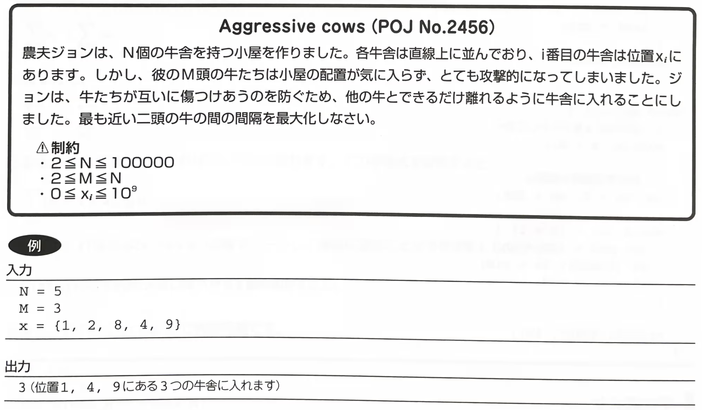 Aggressive cows (POJ No.2456)
農夫ジョンは、N個の牛舎を持つ小屋を作りました。各牛舎は直線上に並んでおり、i番目の牛舎は位置xᵢに
あります。しかし、彼のM頭の牛たちは小屋の配置が気に入らず、とても攻撃的になってしまいました。ジ
ョンは、牛たちが互いに傷つけあうのを防ぐため、他の牛とできるだけ離れるように牛舎に入れることにし
ました。最も近い二頭の牛の間の間隔を最大化しなさい。
⚠制約
・2≦N≦100000
・2≦M≦N
・0≦xᵢ≦10⁹
例
入力
N = 5
M = 3
x = {1, 2, 8, 4, 9}
出力
3(位置1, 4, 9にある3つの牛舎に入れます)